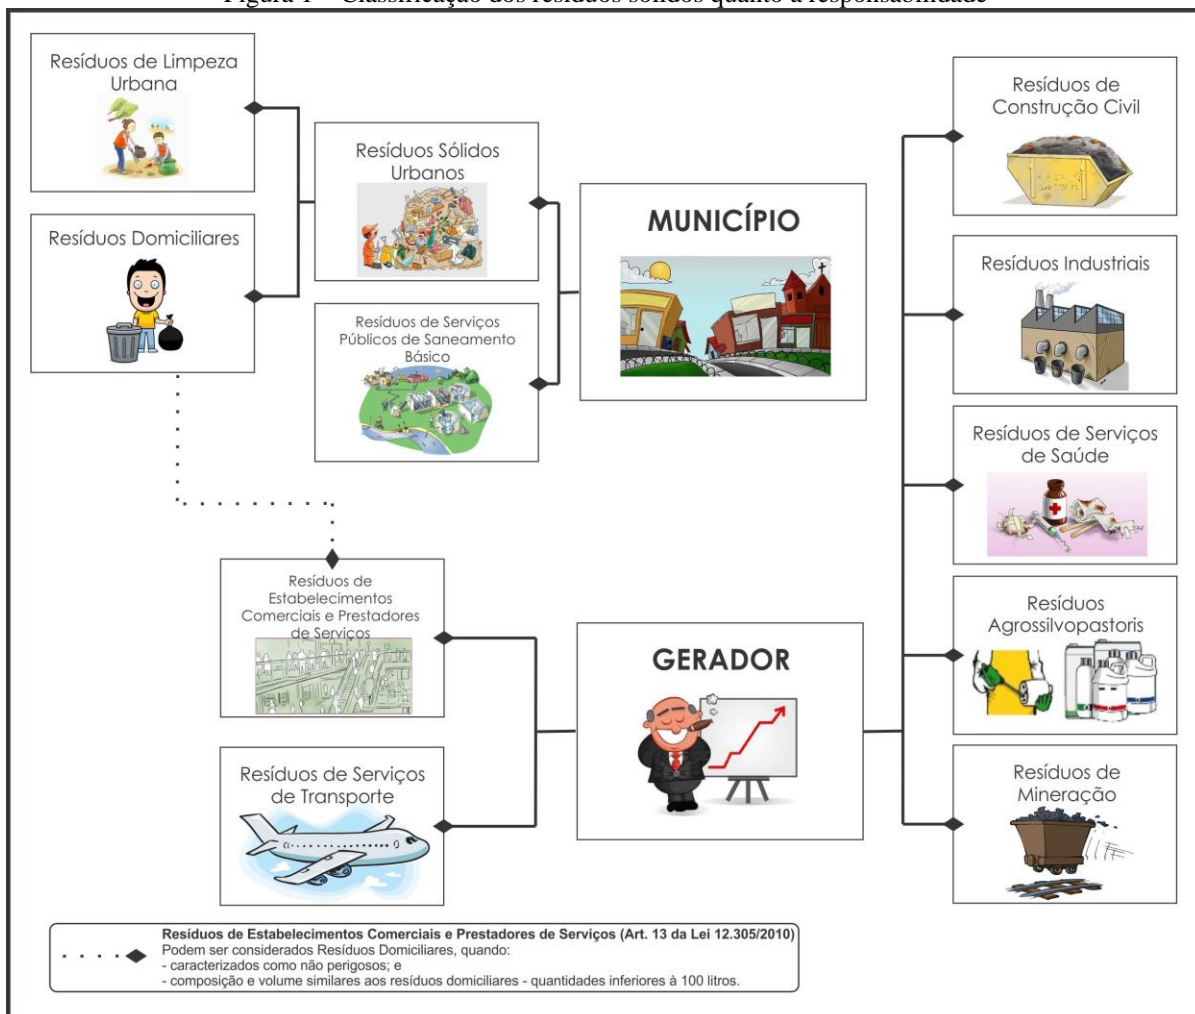 Figura 1 – Classificação dos resíduos sólidos quanto à responsabilidade
Resíduos de Limpeza
Urbana
Resíduos Domiciliares
Resíduos Sólidos
Urbanos
Resíduos de Serviços
Públicos de Saneamento
Básico
MUNICÍPIO
Resíduos de
Construção Civil
Resíduos Industriais
Resíduos de Serviços
de Saúde
Resíduos
Agrossilvopastoris
Resíduos de
Mineração
Resíduos de
Estabelecimentos
Comerciais e Prestadores
de Serviços
Resíduos de Serviços
de Transporte
GERADOR
Resíduos de Estabelecimentos Comerciais e Prestadores de Serviços (Art. 13 da Lei 12.305/2010)
Podem ser considerados Resíduos Domiciliares, quando:
- caracterizados como não perigosos; e
- composição e volume similares aos resíduos domiciliares - quantidades inferiores à 100 litros.